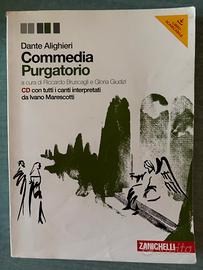 Dante Alighieri
Commedia
Purgatorio
a cura di Riccardo Bruscagli e Gloria Giudizi
CD con tutti i canti interpretati
da Ivano Marescotti
ZANICHELLI